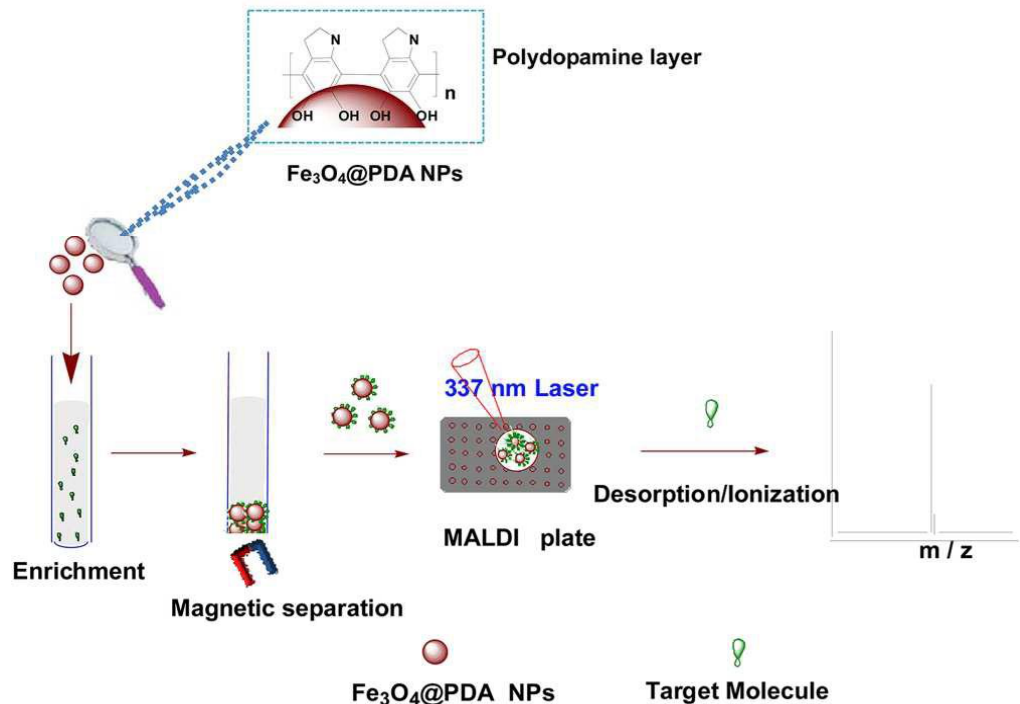 N N
Polydopamine layer
n
OH OH OH OH
Fe₃O₄@PDA NPs
337 nm Laser
Desorption/Ionization
MALDI plate
m / z
Enrichment
Magnetic separation
Fe₃O₄@PDA NPs
Target Molecule